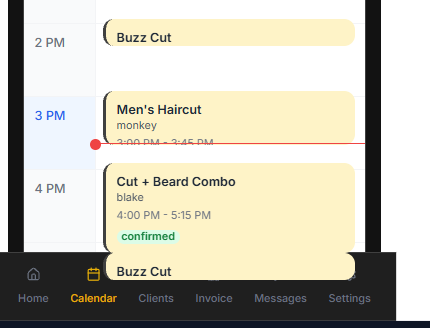 2 PM
Buzz Cut
3 PM
Men's Haircut
monkey
3:00 PM - 3:45 PM
4 PM
Cut + Beard Combo
blake
4:00 PM - 5:15 PM
confirmed
Buzz Cut
Home Calendar Clients Invoice Messages Settings